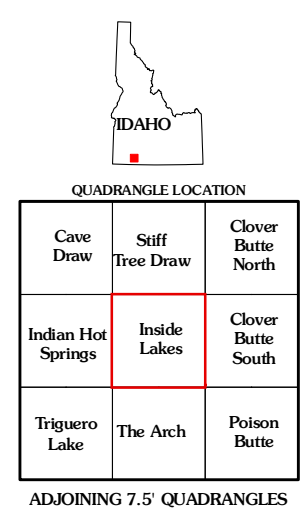 IDAHO
QUADRANGLE LOCATION
Cave
Draw
Stiff
Tree Draw
Clover
Butte
North
Indian Hot
Springs
Inside
Lakes
Clover
Butte
South
Triguero
Lake
The Arch
Poison
Butte
ADJOINING 7.5' QUADRANGLES